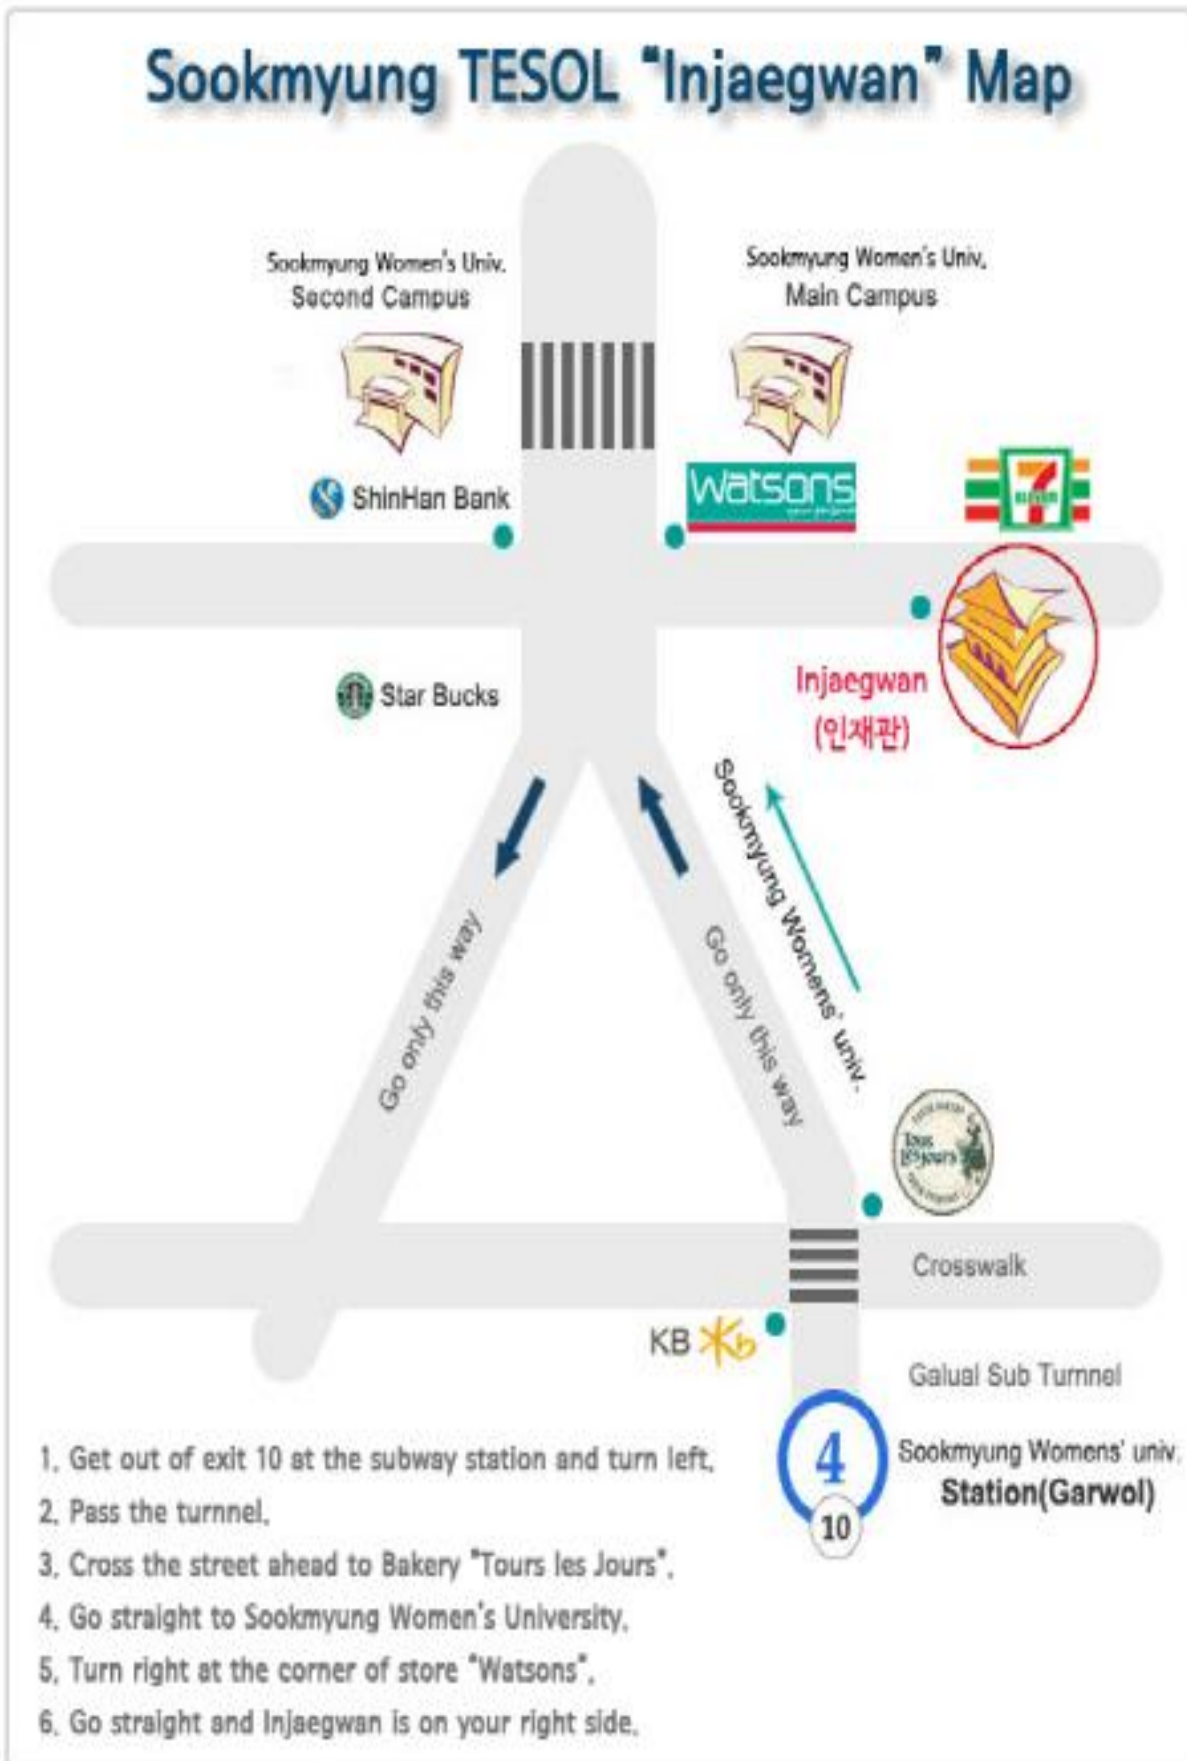 Sookmyung TESOL "Injaegwan" Map
Sookmyung Women's Univ.
Second Campus
Sookmyung Women's Univ.
Main Campus
ShinHan Bank
Watsons
7
ELEVEN
Star Bucks
Injaegwan
(인재관)
Sookmyung Womens' univ.
Go only this way
Go only this way
TOUS
Les Jours
Crosswalk
KB
Galual Sub Turnnel
4
10
Sookmyung Womens' univ.
Station(Garwol)
1. Get out of exit 10 at the subway station and turn left.
2. Pass the turnnel.
3. Cross the street ahead to Bakery "Tours les Jours".
4. Go straight to Sookmyung Women's University.
5. Turn right at the corner of store "Watsons".
6. Go straight and Injaegwan is on your right side.